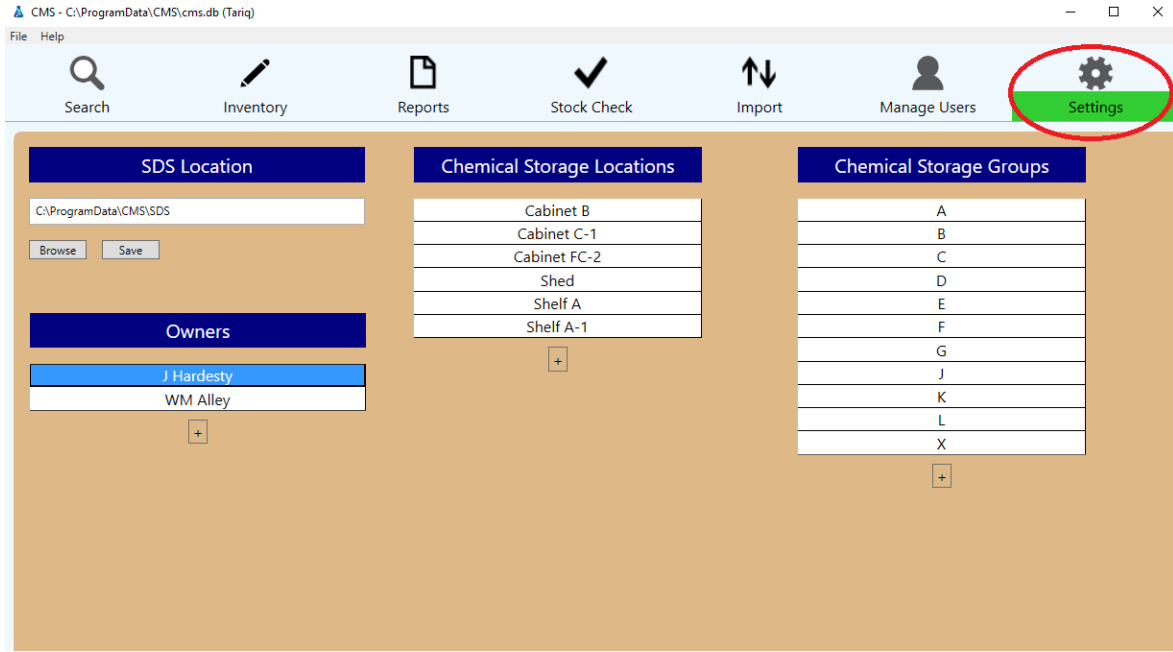 CMS - C:\ProgramData\CMS\cms.db (Tariq)
File Help
Search Inventory Reports Stock Check Import Manage Users Settings
SDS Location
C:\ProgramData\CMS\SDS
Browse Save
Owners
J Hardesty
WM Alley
+
Chemical Storage Locations
Cabinet B
Cabinet C-1
Cabinet FC-2
Shed
Shelf A
Shelf A-1
+
Chemical Storage Groups
A
B
C
D
E
F
G
J
K
L
X
+